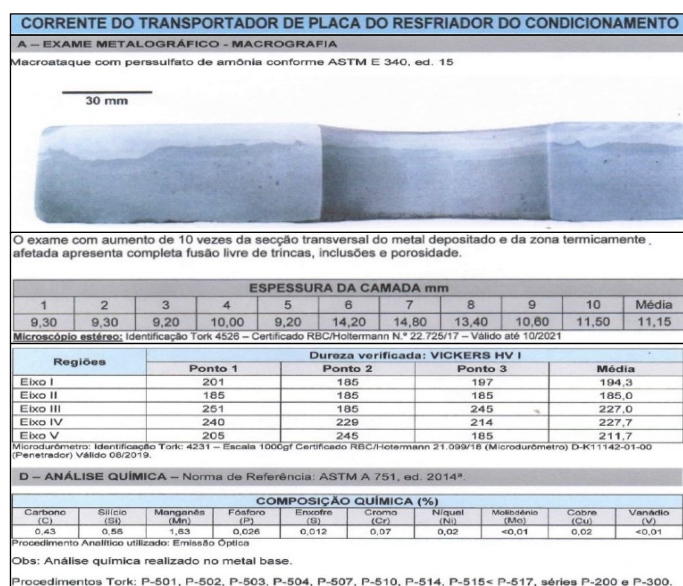 CORRENTE DO TRANSPORTADOR DE PLACA DO RESFRIADOR DO CONDICIONAMENTO
A – EXAME METALOGRÁFICO - MACROGRAFIA
Macroataque com perssulfato de amônia conforme ASTM E 340, ed. 15
30 mm
O exame com aumento de 10 vezes da secção transversal do metal depositado e da zona termicamente
afetada apresenta completa fusão livre de trincas, inclusões e porosidade.
ESPESSURA DA CAMADA mm
1 2 3 4 5 6 7 8 9 10 Média
9,30 9,30 9,20 10,00 9,20 14,20 14,80 13,40 10,60 11,50 11,15
Microscópio estéreo: Identificação Tork 4526 – Certificado RBC/Holtermann N.º 22.725/17 – Válido até 10/2021
Regiões Dureza verificada: VICKERS HV I
Ponto 1 Ponto 2 Ponto 3 Média
Eixo I 201 185 197 194,3
Eixo II 185 185 185 185,0
Eixo III 251 185 245 227,0
Eixo IV 240 229 214 227,7
Eixo V 205 245 185 211,7
Microdurômetro: Identificação Tork: 4231 – Escala 1000gf Certificado RBC/Hotermann 21.099/18 (Microdurômetro) D-K11142-01-00
(Penetrador) Válido 08/2019.
D – ANÁLISE QUÍMICA – Norma de Referência: ASTM A 751, ed. 2014ª.
COMPOSIÇÃO QUÍMICA (%)
Carbono Silício Manganês Fósforo Enxofre Cromo Níquel Molibdênio Cobre Vanádio
(C) (Si) (Mn) (P) (S) (Cr) (Ni) (Mo) (Cu) (V)
0,43 0,56 1,63 0,026 0,012 0,07 0,02 <0,01 0,02 <0,01
Procedimento Analítico utilizado: Emissão Óptica
Obs: Análise química realizado no metal base.
Procedimentos Tork: P-501, P-502, P-503, P-504, P-507, P-510, P-514, P-515< P-517, séries P-200 e P-300.